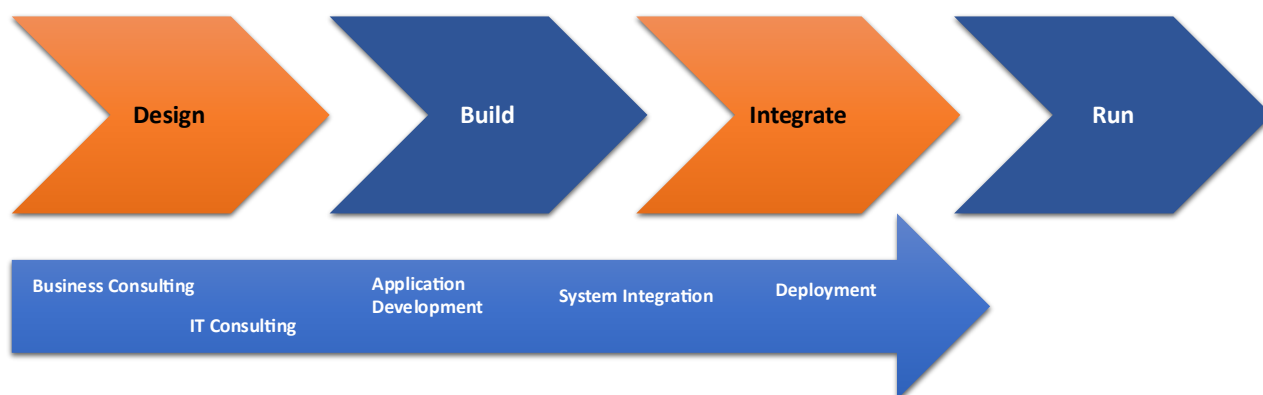 Design
Build
Integrate
Run
Business Consulting
IT Consulting
Application
Development
System Integration
Deployment